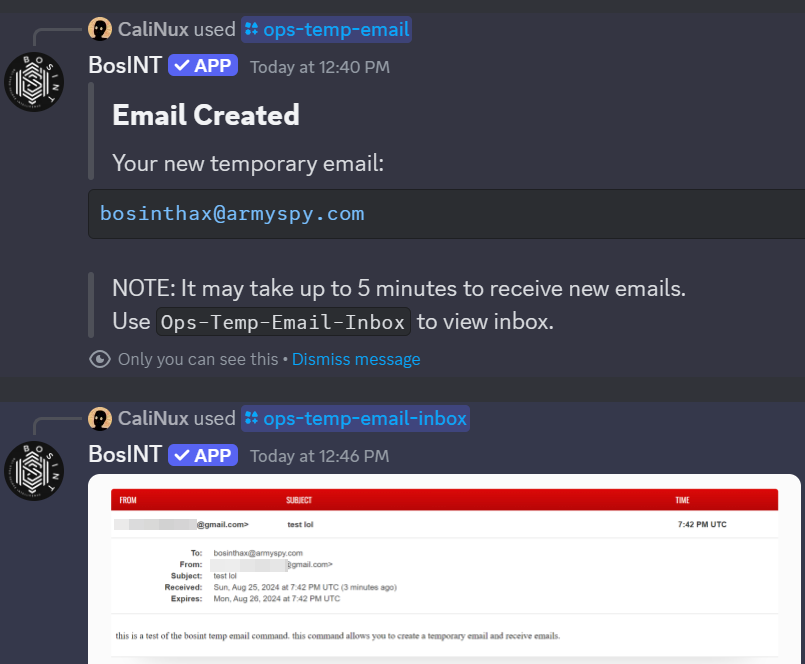 CaliNux used ops-temp-email
BosINT ✓ APP Today at 12:40 PM
Email Created
Your new temporary email:
bosinthax@armyspy.com
NOTE: It may take up to 5 minutes to receive new emails.
Use Ops-Temp-Email-Inbox to view inbox.
Only you can see this • Dismiss message
CaliNux used ops-temp-email-inbox
BosINT ✓ APP Today at 12:46 PM
FROM SUBJECT TIME
@gmail.com> test lol 7:42 PM UTC
To: bosinthax@armyspy.com
From: @gmail.com>
Subject: test lol
Received: Sun, Aug 25, 2024 at 7:42 PM UTC (3 minutes ago)
Expires: Mon, Aug 26, 2024 at 7:42 PM UTC
this is a test of the bosint temp email command. this command allows you to create a temporary email and receive emails.